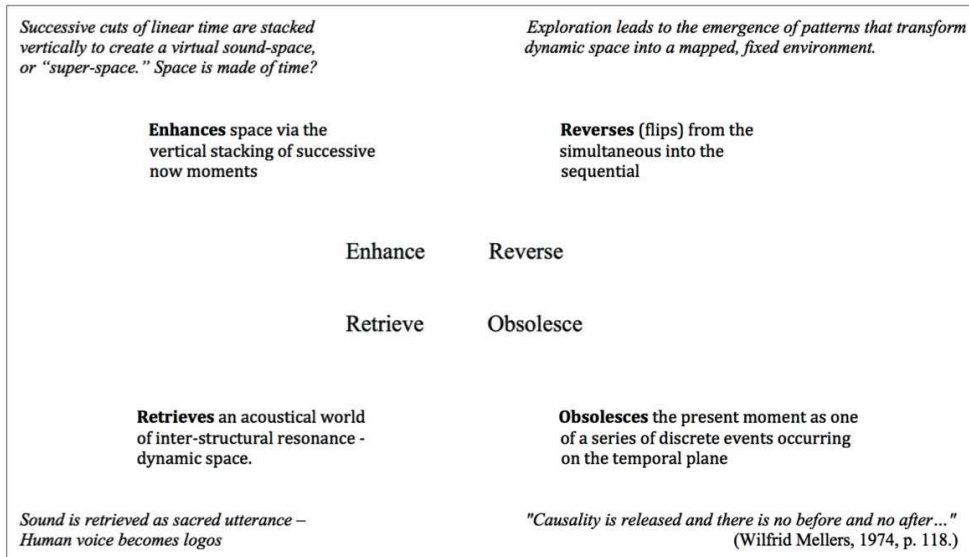 Successive cuts of linear time are stacked
vertically to create a virtual sound-space,
or “super-space.” Space is made of time?
Exploration leads to the emergence of patterns that transform
dynamic space into a mapped, fixed environment.
Enhances space via the
vertical stacking of successive
now moments
Reverses (flips) from the
simultaneous into the
sequential
Enhance Reverse
Retrieve Obsolesce
Retrieves an acoustical world
of inter-structural resonance -
dynamic space.
Obsolesces the present moment as one
of a series of discrete events occurring
on the temporal plane
Sound is retrieved as sacred utterance –
Human voice becomes logos
"Causality is released and there is no before and no after…"
(Wilfrid Mellers, 1974, p. 118.)